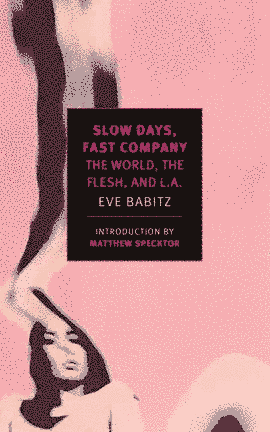 SLOW DAYS,
FAST COMPANY
THE WORLD, THE
FLESH, AND L.A.
EVE BABITZ
INTRODUCTION BY
MATTHEW SPECKTOR